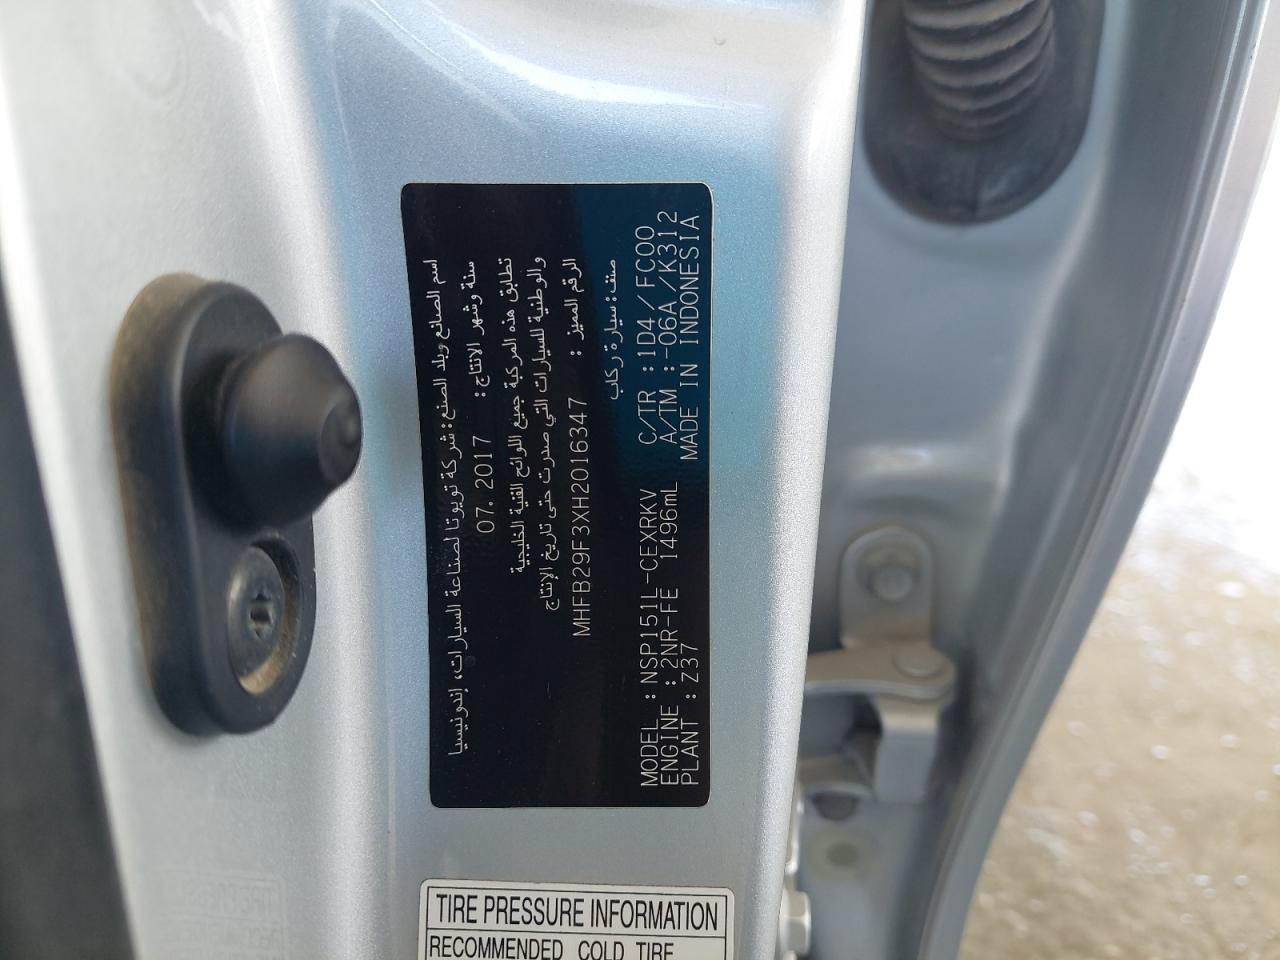 اسم الصانع وبلد الصنع: شركة تويوتا لصناعة السيارات، إندونيسيا
سنة وشهر الانتاج: 07. 2017
تطابق هذه المركبة جميع اللوائح الفنية الخليجية
والوطنية للسيارات التي صدرت حتى تاريخ الإنتاج
الرقم المميز : MHFB29F3XH2016347
صنف: سيارة ركاب
MODEL : NSP151L-CEXRKV C/TR : 1D4 / FC00
ENGINE : 2NR-FE 1496mL A/TM : -06A /K312
PLANT : Z37 MADE IN INDONESIA
TIRE PRESSURE INFORMATION
RECOMMENDED COLD TIRE